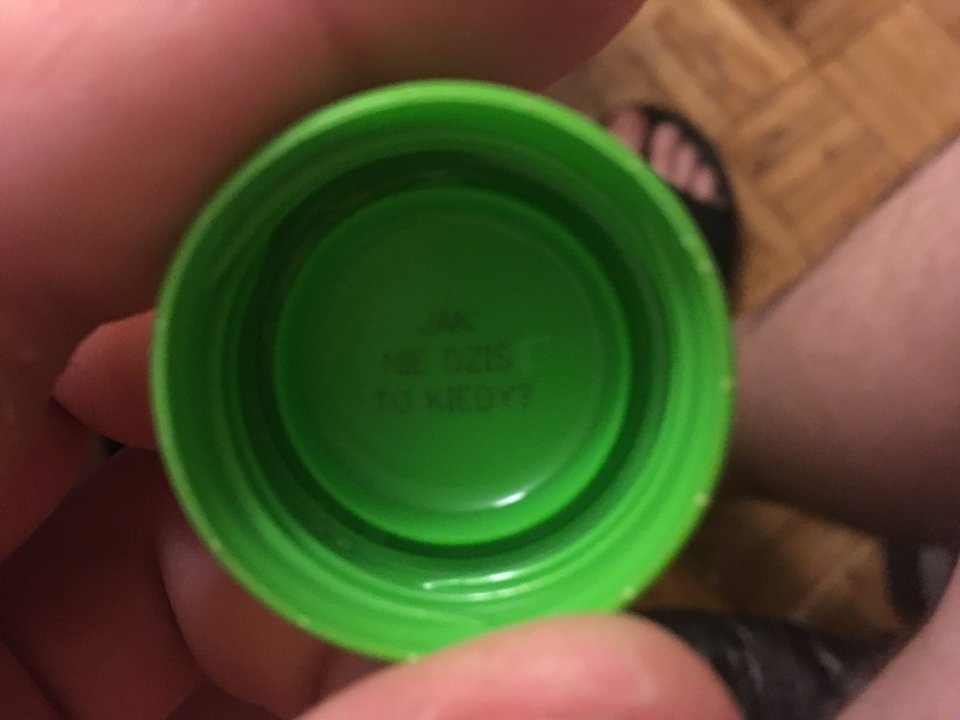 JAK
NIE DZIŚ
TO KIEDY?